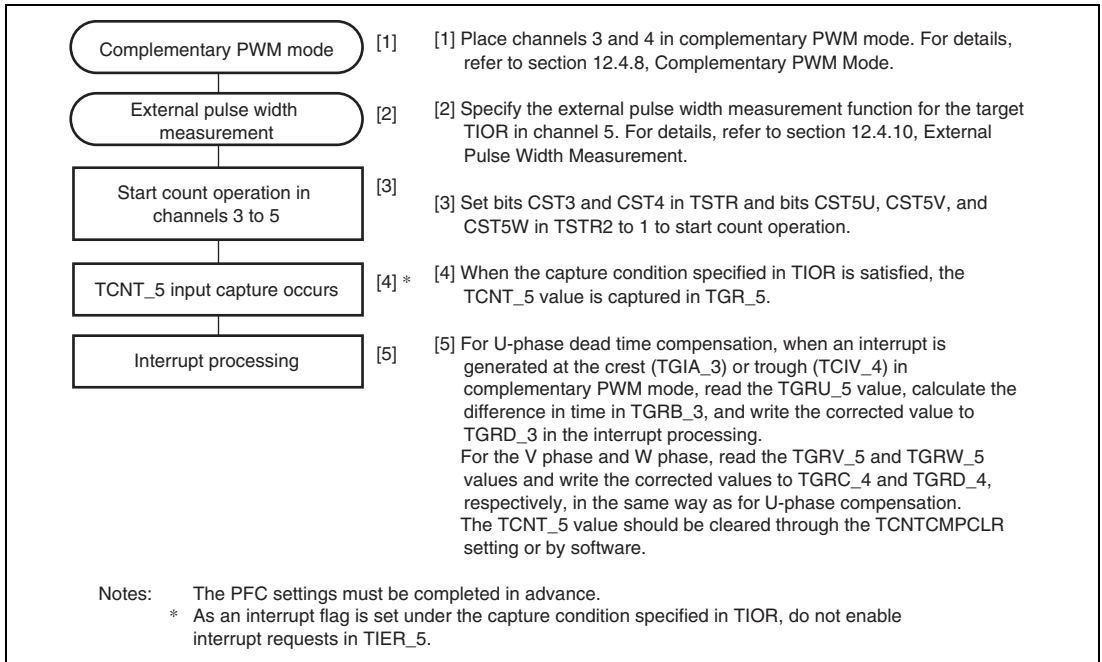 Complementary PWM mode
[1]
[1] Place channels 3 and 4 in complementary PWM mode. For details,
refer to section 12.4.8, Complementary PWM Mode.
External pulse width
measurement
[2]
[2] Specify the external pulse width measurement function for the target
TIOR in channel 5. For details, refer to section 12.4.10, External
Pulse Width Measurement.
Start count operation in
channels 3 to 5
[3]
[3] Set bits CST3 and CST4 in TSTR and bits CST5U, CST5V, and
CST5W in TSTR2 to 1 to start count operation.
TCNT_5 input capture occurs
[4] *
[4] When the capture condition specified in TIOR is satisfied, the
TCNT_5 value is captured in TGR_5.
Interrupt processing
[5]
[5] For U-phase dead time compensation, when an interrupt is
generated at the crest (TGIA_3) or trough (TCIV_4) in
complementary PWM mode, read the TGRU_5 value, calculate the
difference in time in TGRB_3, and write the corrected value to
TGRD_3 in the interrupt processing.
For the V phase and W phase, read the TGRV_5 and TGRW_5
values and write the corrected values to TGRC_4 and TGRD_4,
respectively, in the same way as for U-phase compensation.
The TCNT_5 value should be cleared through the TCNTCMPCLR
setting or by software.
Notes: The PFC settings must be completed in advance.
* As an interrupt flag is set under the capture condition specified in TIOR, do not enable
interrupt requests in TIER_5.